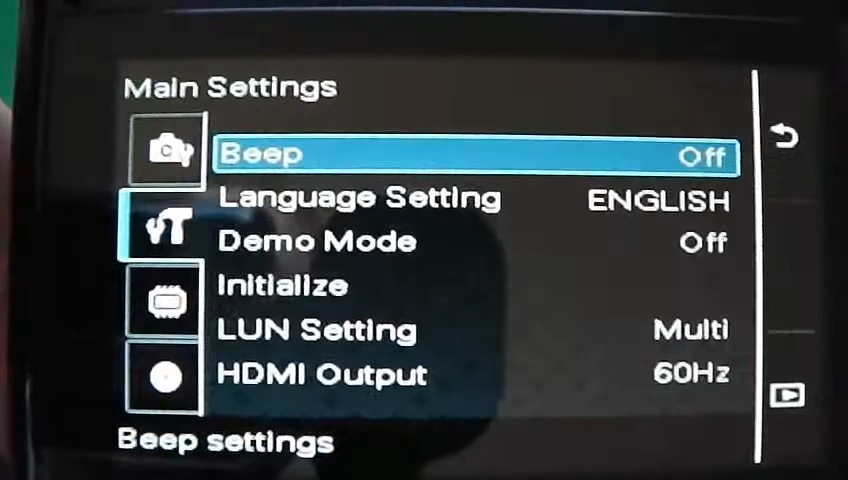 Main Settings
Beep Off
Language Setting ENGLISH
Demo Mode Off
Initialize
LUN Setting Multi
HDMI Output 60Hz
Beep settings